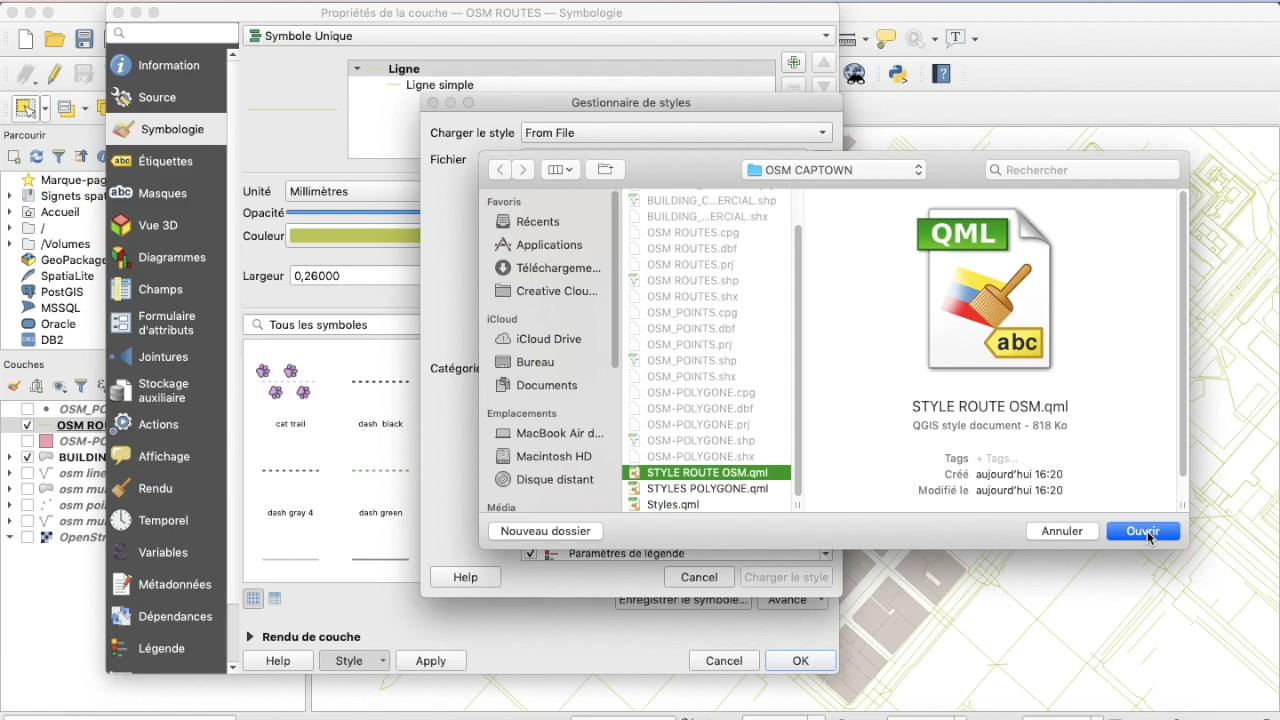 Propriétés de la couche — OSM ROUTES — Symbologie
Symbole Unique
Ligne
Ligne simple
Information
Source
Symbologie
Étiquettes
Masques
Vue 3D
Diagrammes
Champs
Formulaire
d'attributs
Jointures
Stockage
auxiliaire
Actions
Affichage
Rendu
Temporel
Variables
Métadonnées
Dépendances
Légende
Parcourir
Marque-pag
Signets spat
Accueil
/
/Volumes
GeoPackage
SpatiaLite
PostGIS
MSSQL
Oracle
DB2
Couches
OSM_PO
OSM ROU
OSM-PO
BUILDIN
osm line
osm mul
osm poin
osm mul
OpenStr
Unité
Millimètres
Opacité
Couleur
Largeur
0,26000
Tous les symboles
cat trail
dash black
dash gray 4
dash green
Enregistrer le symbole...
Avancé
Rendu de couche
Help
Style
Apply
Cancel
OK
Gestionnaire de styles
Charger le style
From File
Fichier
Catégorie
Paramètres de légende
Help
Cancel
Charger le style
OSM CAPTOWN
Rechercher
Favoris
Récents
Applications
Téléchargeme...
Creative Clou...
iCloud
iCloud Drive
Bureau
Documents
Emplacements
MacBook Air d...
Macintosh HD
Disque distant
Média
BUILDING_C...ERCIAL.shp
BUILDING_...ERCIAL.shx
OSM ROUTES.cpg
OSM ROUTES.dbf
OSM ROUTES.prj
OSM ROUTES.shp
OSM ROUTES.shx
OSM_POINTS.cpg
OSM_POINTS.dbf
OSM_POINTS.prj
OSM_POINTS.shp
OSM_POINTS.shx
OSM-POLYGONE.cpg
OSM-POLYGONE.dbf
OSM-POLYGONE.prj
OSM-POLYGONE.shp
OSM-POLYGONE.shx
STYLE ROUTE OSM.qml
STYLES POLYGONE.qml
Styles.qml
QML
abc
STYLE ROUTE OSM.qml
QGIS style document - 818 Ko
Tags + Tags...
Créé aujourd'hui 16:20
Modifié le aujourd'hui 16:20
Nouveau dossier
Annuler
Ouvrir